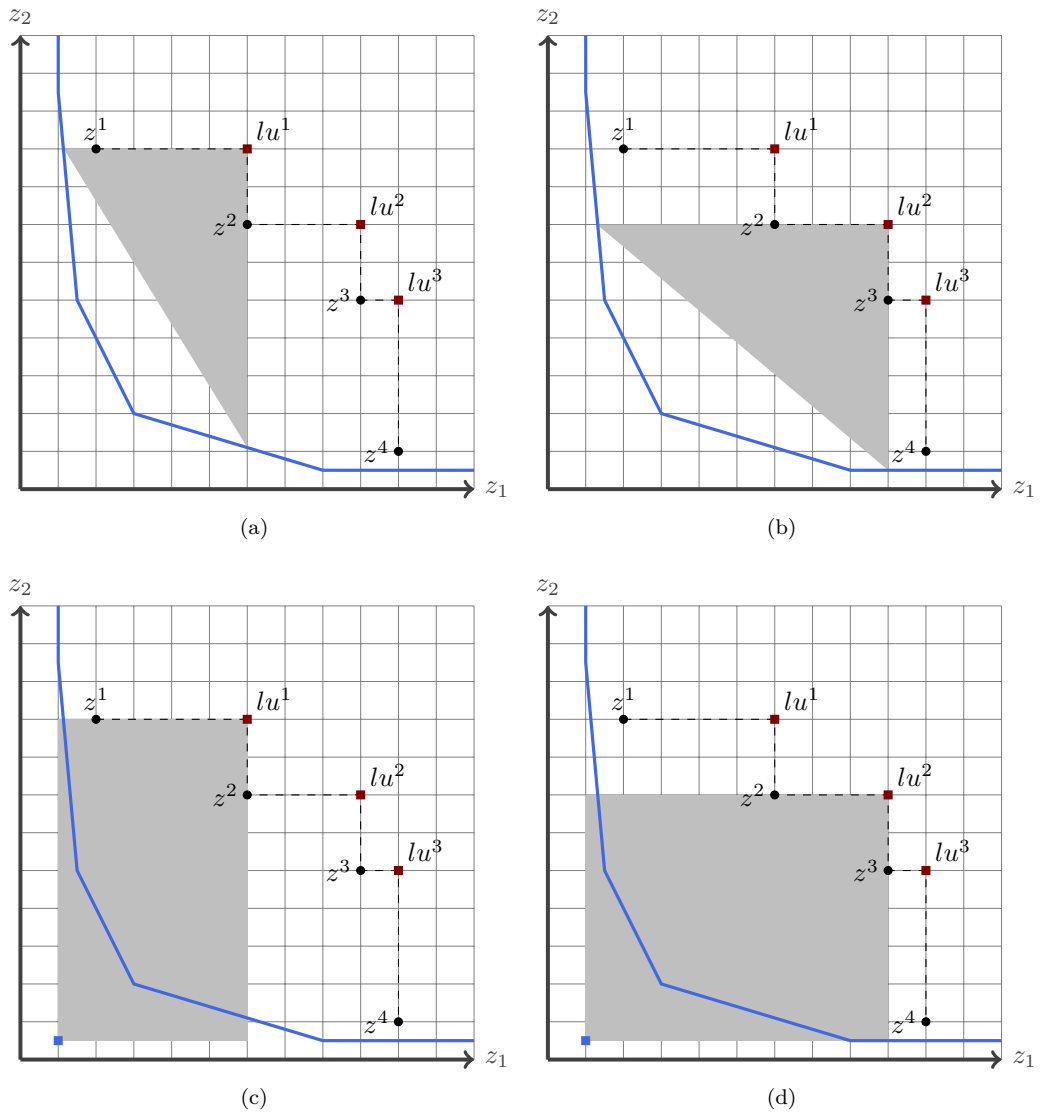 z₂ z₂
z¹ lu¹ z¹ lu¹
z² lu² z² lu²
z³ lu³ z³ lu³
z⁴ z⁴
z₁ z₁
(a) (b)
z₂ z₂
z¹ lu¹ z¹ lu¹
z² lu² z² lu²
z³ lu³ z³ lu³
z⁴ z⁴
z₁ z₁
(c) (d)